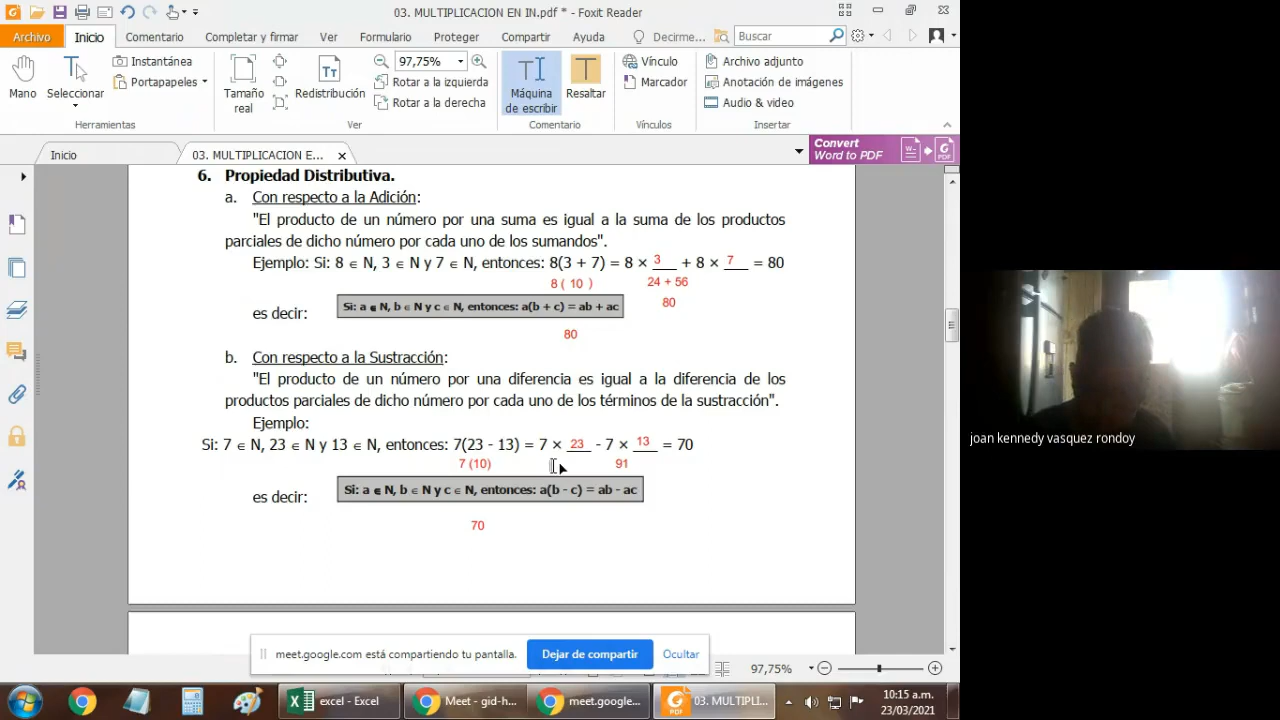 03. MULTIPLICACION EN IN.pdf * - Foxit Reader
Archivo Inicio Comentario Completar y firmar Ver Formulario Proteger Compartir Ayuda Decirme... Buscar
Mano Seleccionar Instantánea Portapapeles
Tamaño real Redistribución 97,75% Rotar a la izquierda Rotar a la derecha
Máquina de escribir Resaltar Vínculo Marcador
Archivo adjunto Anotación de imágenes Audio & video
Herramientas Ver Comentario Vínculos Insertar
Inicio 03. MULTIPLICACION E... Convert Word to PDF
6. Propiedad Distributiva.
a. Con respecto a la Adición:
"El producto de un número por una suma es igual a la suma de los productos
parciales de dicho número por cada uno de los sumandos".
Ejemplo: Si: 8 ∈ N, 3 ∈ N y 7 ∈ N, entonces: 8(3 + 7) = 8 × 3 + 8 × 7 = 80
8 ( 10 ) 24 + 56
80
es decir: Si: a ∈ N, b ∈ N y c ∈ N, entonces: a(b + c) = ab + ac
80
b. Con respecto a la Sustracción:
"El producto de un número por una diferencia es igual a la diferencia de los
productos parciales de dicho número por cada uno de los términos de la sustracción".
Ejemplo:
Si: 7 ∈ N, 23 ∈ N y 13 ∈ N, entonces: 7(23 - 13) = 7 × 23 - 7 × 13 = 70
7 (10) 91
es decir: Si: a ∈ N, b ∈ N y c ∈ N, entonces: a(b - c) = ab - ac
70
joan kennedy vasquez rondoy
meet.google.com está compartiendo tu pantalla. Dejar de compartir Ocultar
97,75%
excel - Excel Meet - gid-h... meet.google... 03. MULTIPLI...
10:15 a.m.
23/03/2021